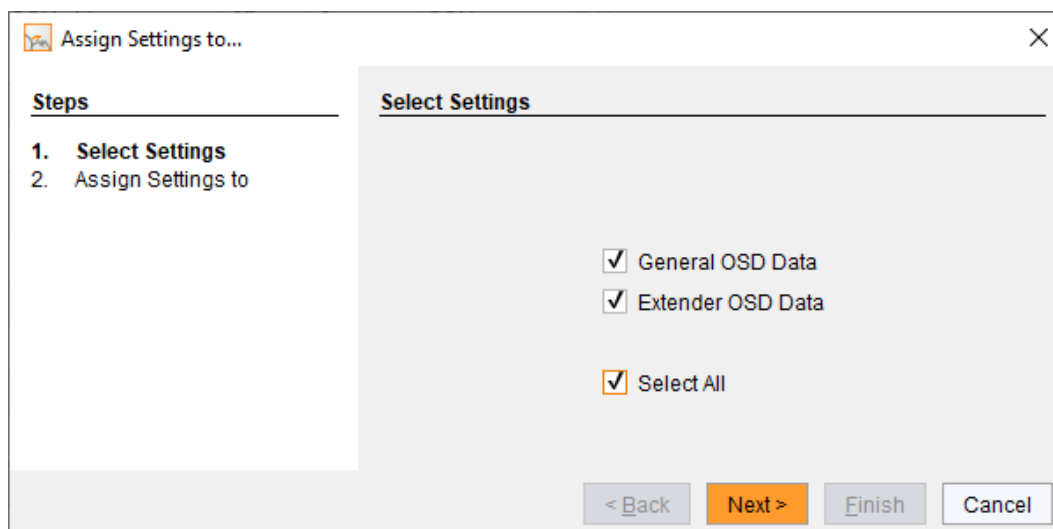 Assign Settings to...
Steps
1. Select Settings
2. Assign Settings to
Select Settings
General OSD Data
Extender OSD Data
Select All
< Back
Next >
Finish
Cancel